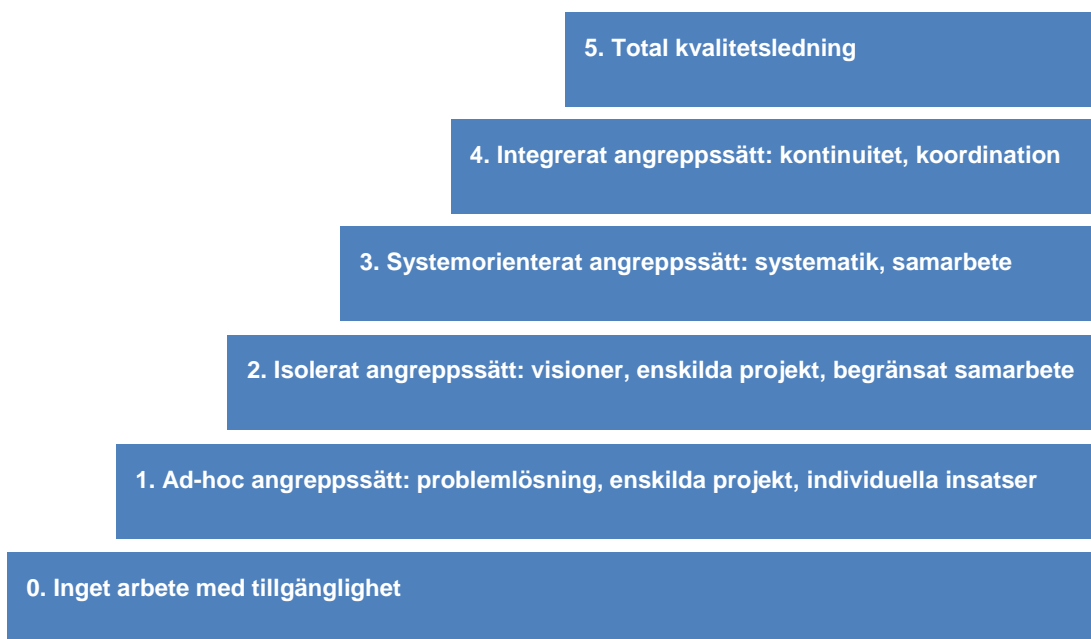 5. Total kvalitetsledning
4. Integrerat angreppssätt: kontinuitet, koordination
3. Systemorienterat angreppssätt: systematik, samarbete
2. Isolerat angreppssätt: visioner, enskilda projekt, begränsat samarbete
1. Ad-hoc angreppssätt: problemlösning, enskilda projekt, individuella insatser
0. Inget arbete med tillgänglighet